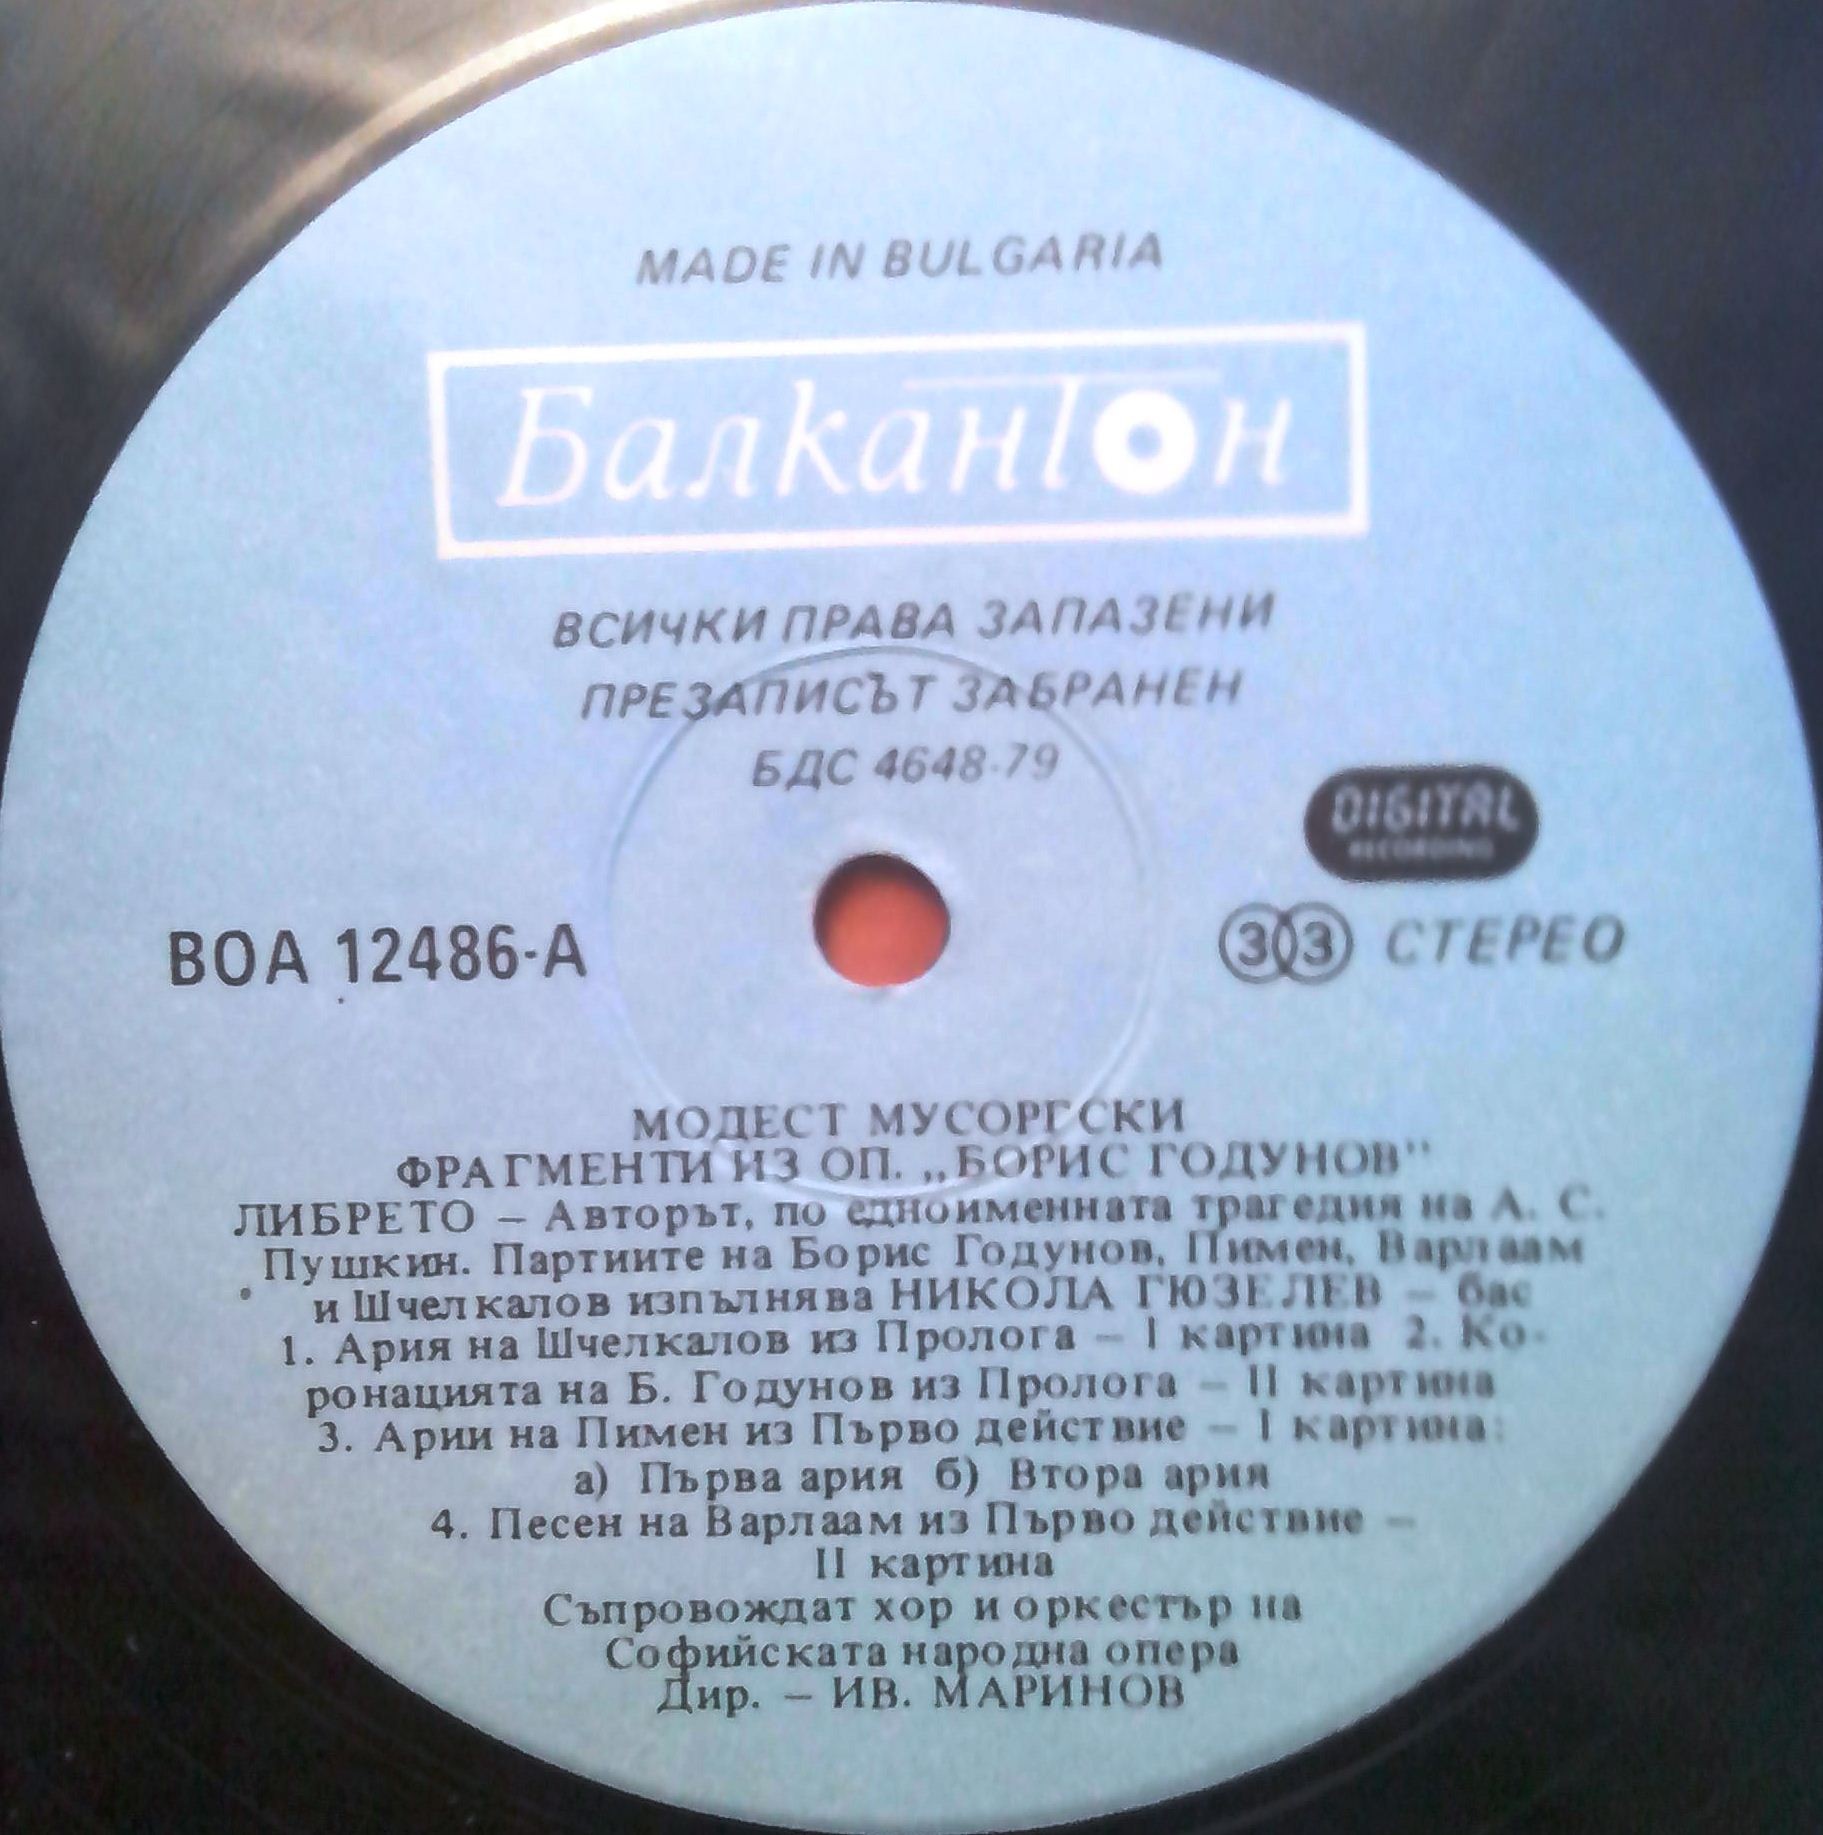 MADE IN BULGARIA
Балкантон
ВСИЧКИ ПРАВА ЗАПАЗЕНИ
ПРЕЗАПИСЪТ ЗАБРАНЕН
БДС 4648-79
DIGITAL
RECORDING
ВОА 12486-А
33 СТЕРЕО
МОДЕСТ МУСОРГСКИ
ФРАГМЕНТИ ИЗ ОП. „БОРИС ГОДУНОВ"
ЛИБРЕТО – Авторът, по едноименната трагедия на А. С.
Пушкин. Партиите на Борис Годунов, Пимен, Варлаам
и Шчелкалов изпълнява НИКОЛА ГЮЗЕЛЕВ – бас
1. Ария на Шчелкалов из Пролога – I картина 2. Ко-
ронацията на Б. Годунов из Пролога – II картина
3. Арии на Пимен из Първо действие – I картина:
а) Първа ария б) Втора ария
4. Песен на Варлаам из Първо действие –
II картина
Съпровождат хор и оркестър на
Софийската народна опера
Дир. – ИВ. МАРИНОВ